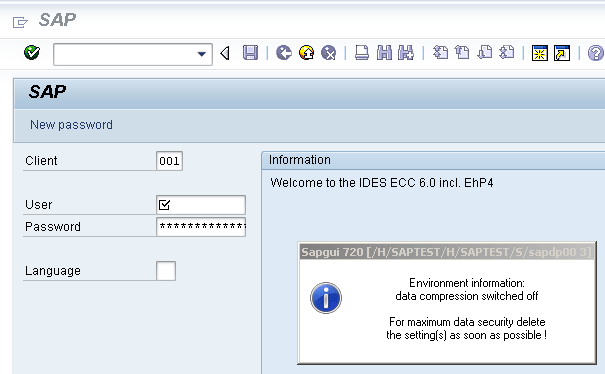 SAP
SAP
New password
Client 001
Information
Welcome to the IDES ECC 6.0 incl. EhP4
User
Password *************
Language
Sapgui 720 [/H/SAPTEST/H/SAPTEST/S/sapdp00 3]
Environment information:
data compression switched off
For maximum data security delete
the setting(s) as soon as possible !